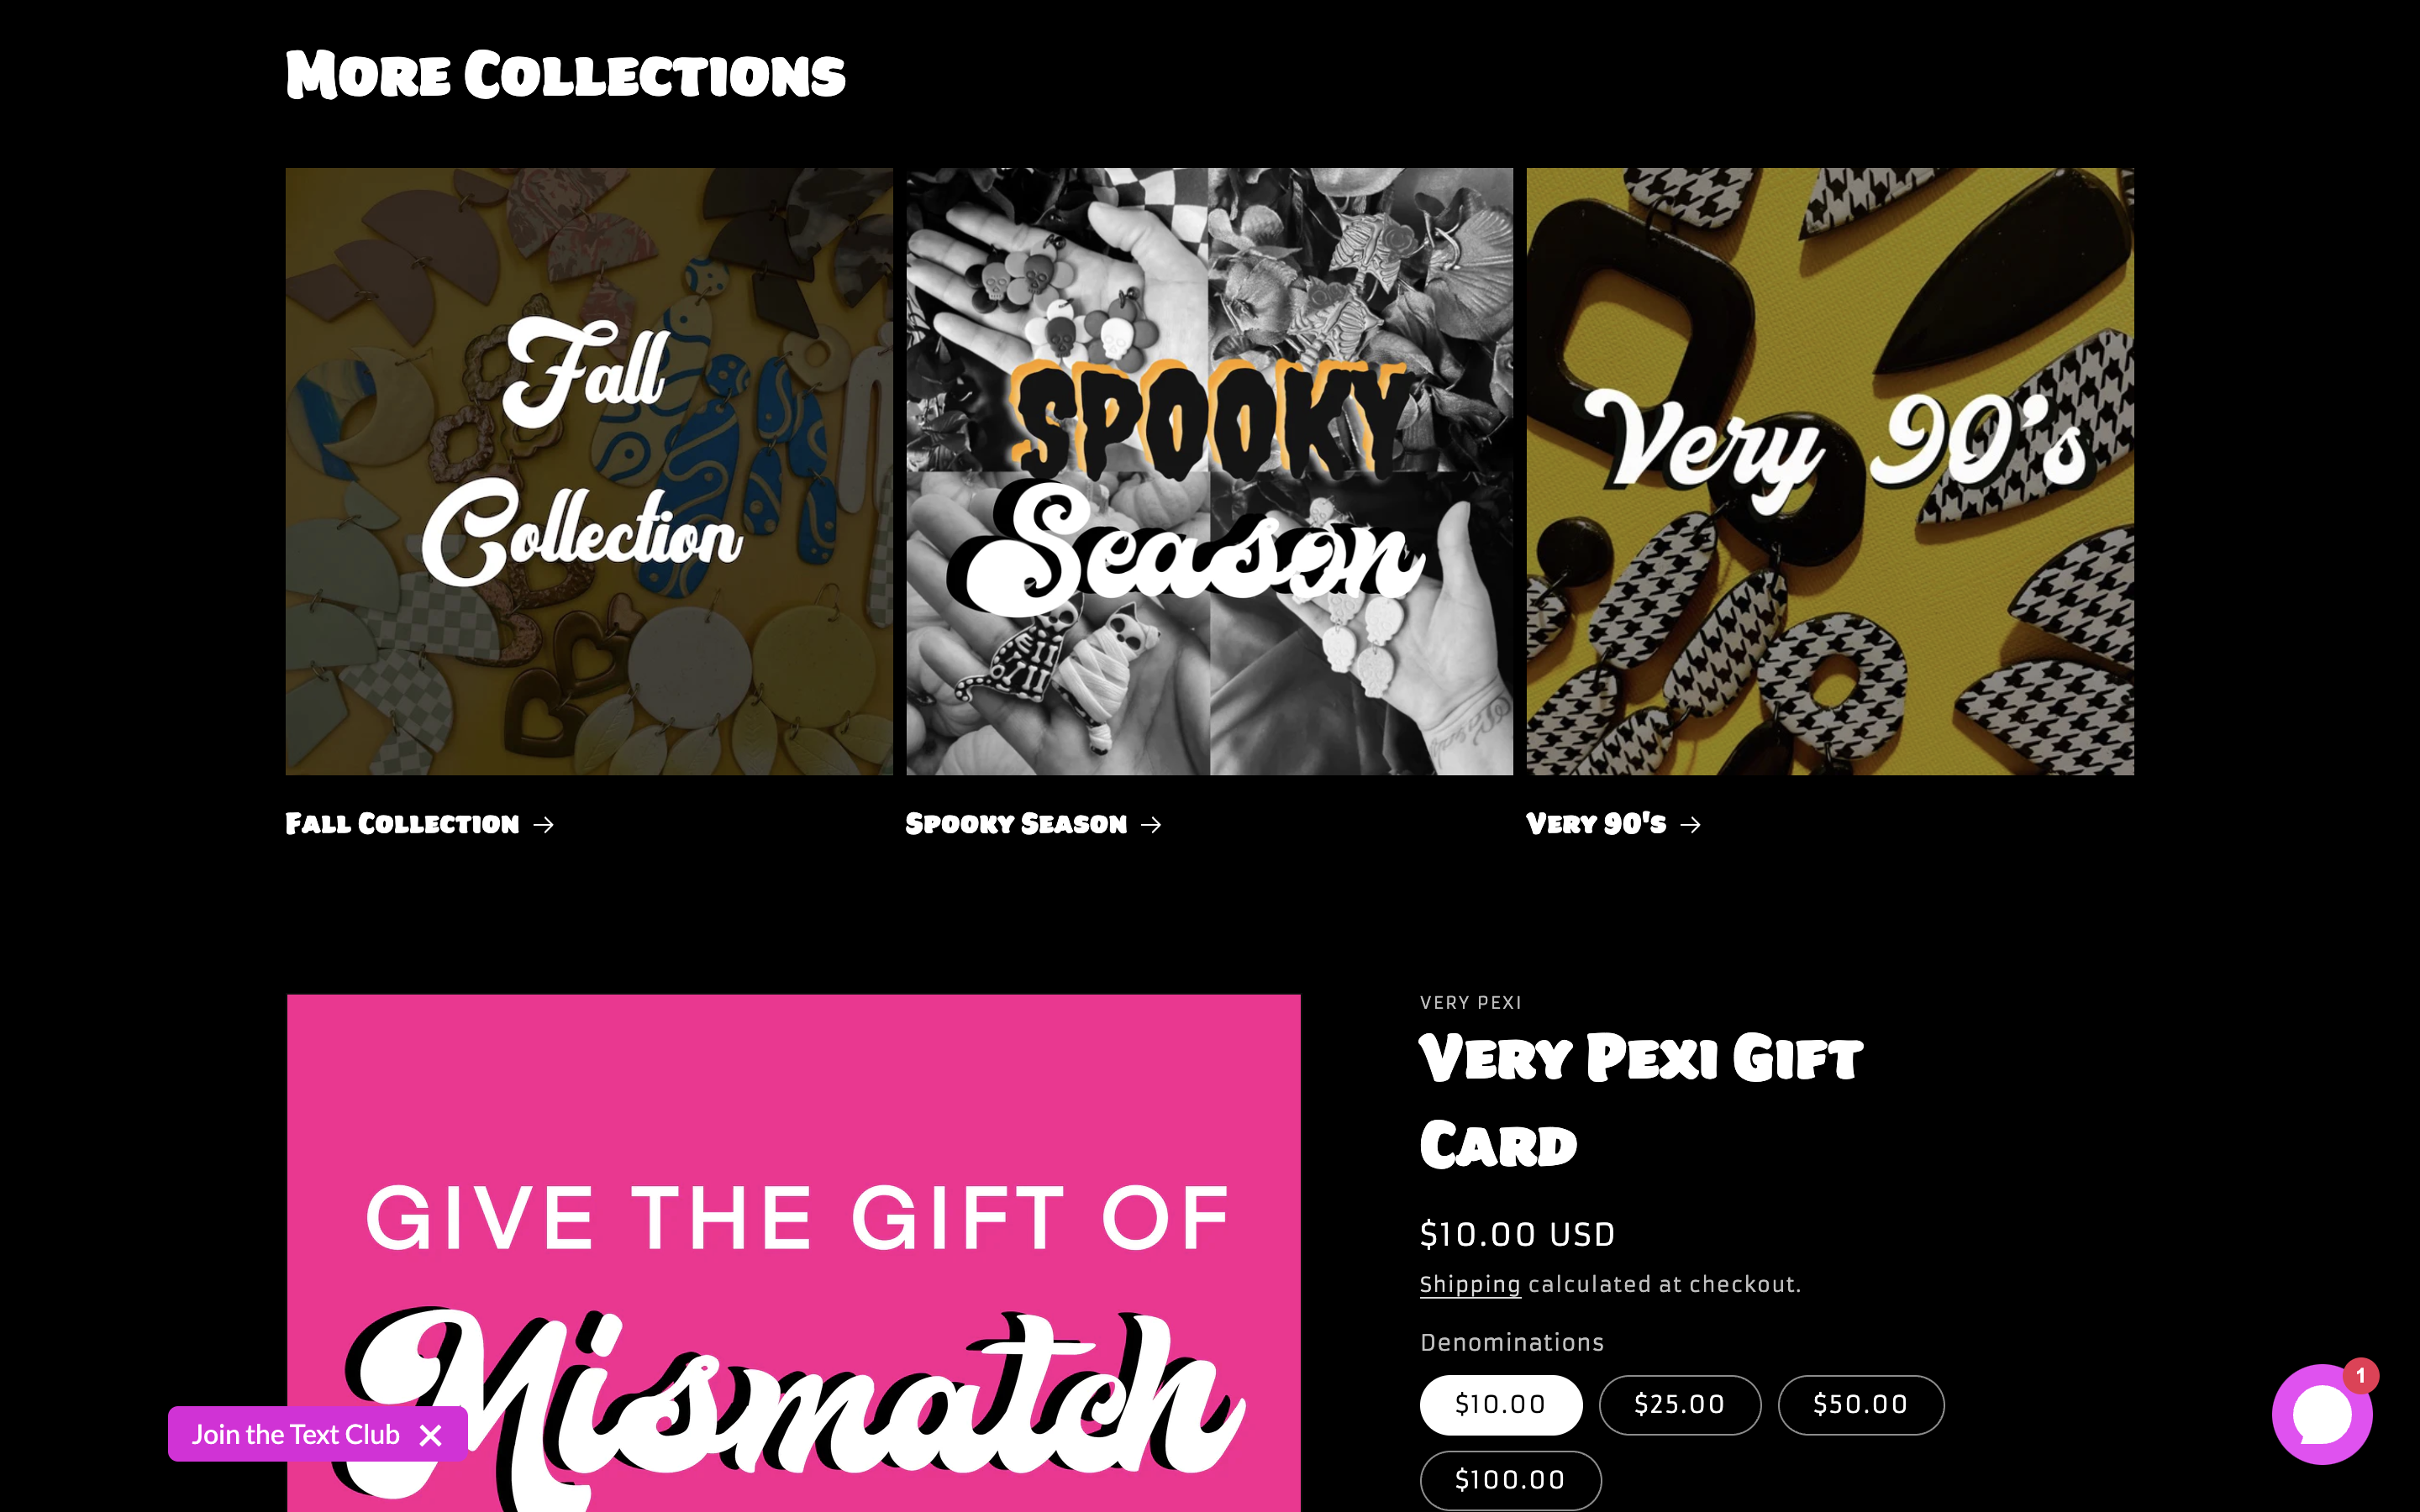 More Collections
Fall
Collection
SPOOKY
Season
Very 90's
Fall Collection →
Spooky Season →
Very 90's →
VERY PEXI
Very Pexi Gift
Card
$10.00 USD
Shipping calculated at checkout.
Denominations
$10.00 $25.00 $50.00
$100.00
GIVE THE GIFT OF
Mismatch
Join the Text Club ×
1